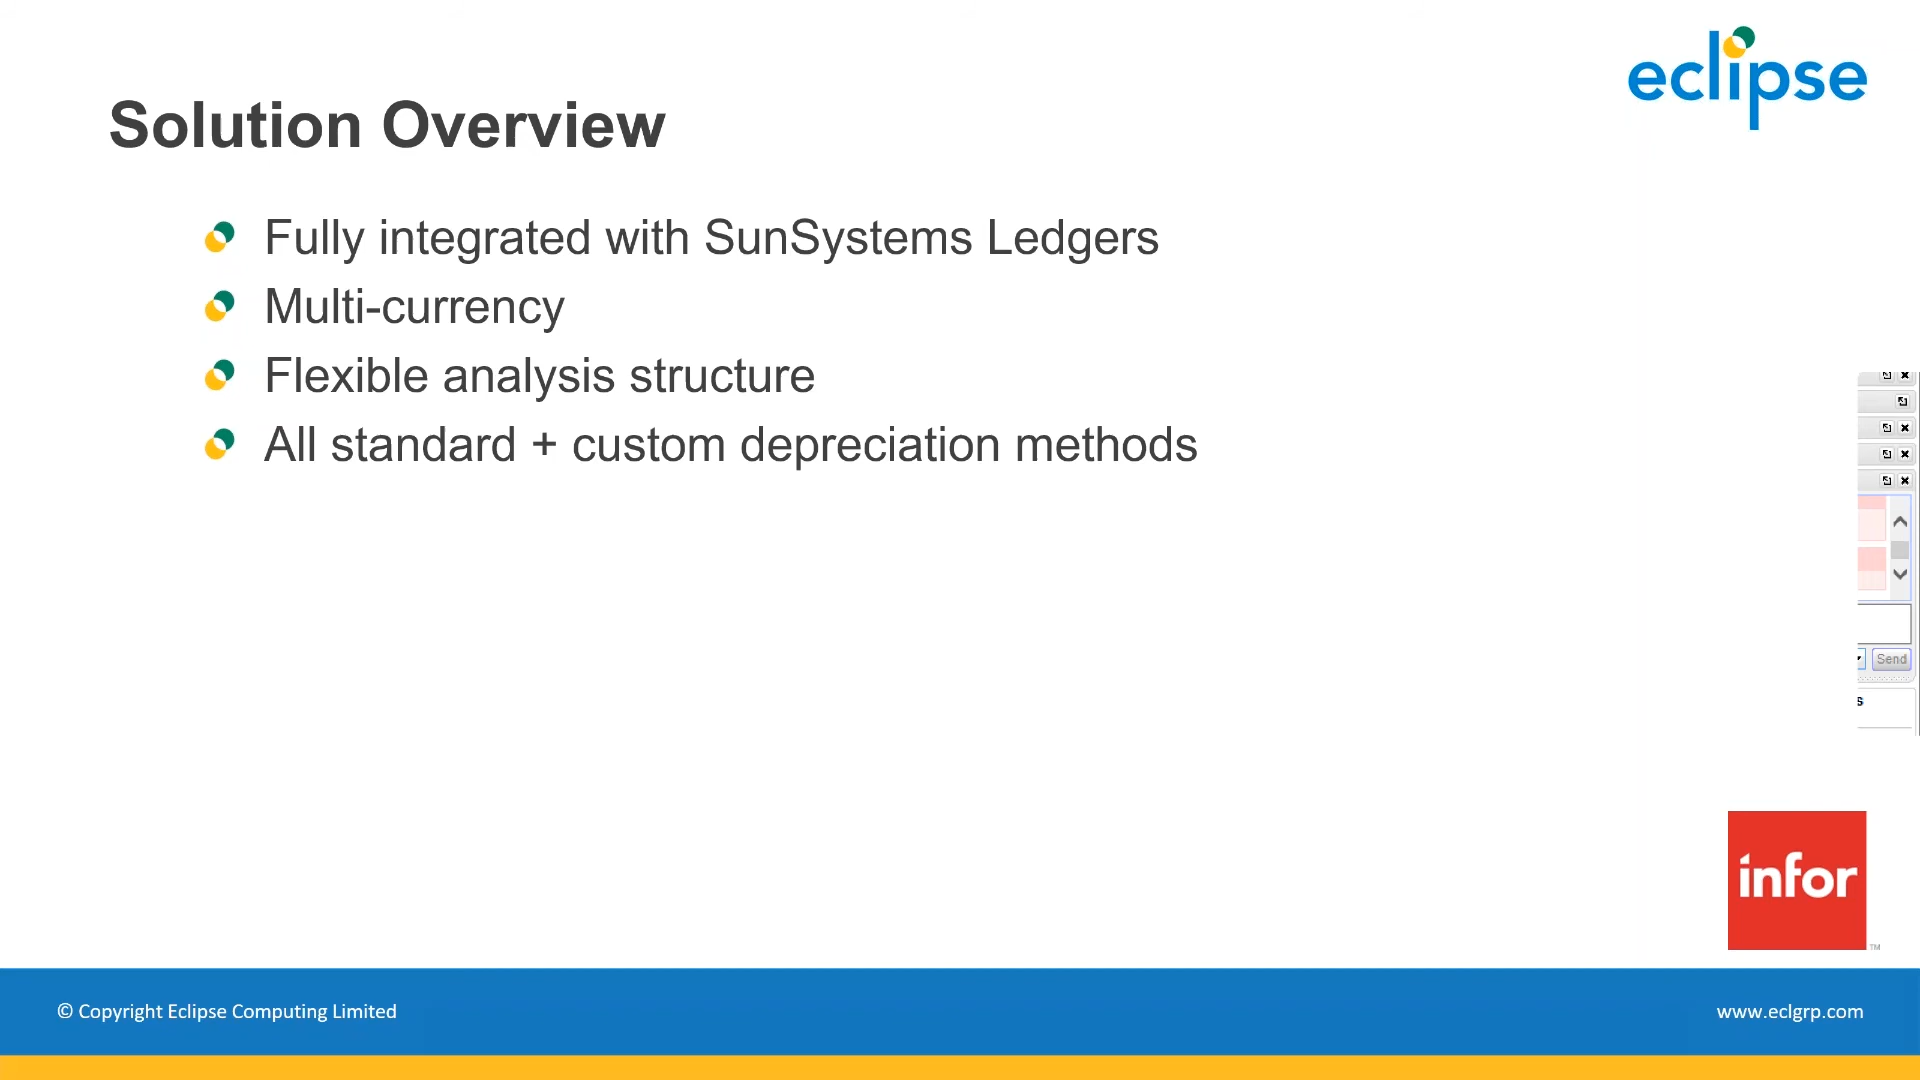 eclipse
Solution Overview
Fully integrated with SunSystems Ledgers
Multi-currency
Flexible analysis structure
All standard + custom depreciation methods
Send
s
infor
TM
© Copyright Eclipse Computing Limited
www.eclgrp.com